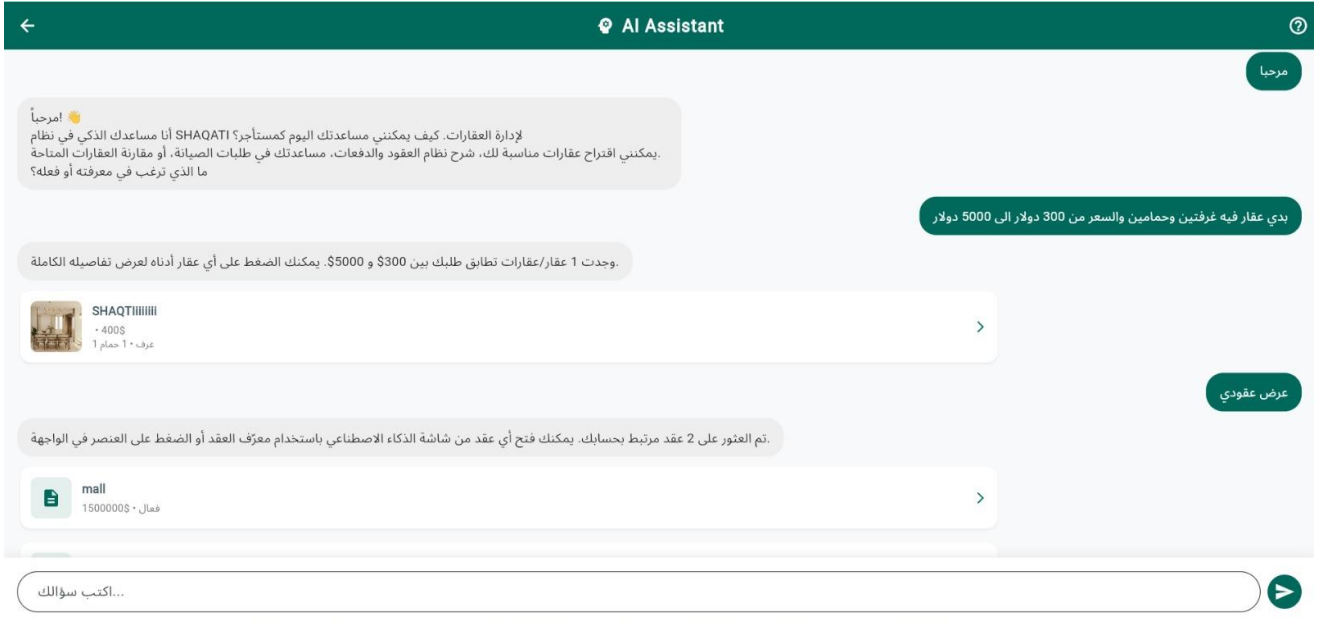 AI Assistant
مرحبا
مرحباً! 👋
أنا مساعدك الذكي في نظام SHAQATI لإدارة العقارات. كيف يمكنني مساعدتك اليوم كمستأجر؟
يمكنني اقتراح عقارات مناسبة لك، شرح نظام العقود والدفعات، مساعدتك في طلبات الصيانة، أو مقارنة العقارات المتاحة.
ما الذي ترغب في معرفته أو فعله؟
بدي عقار فيه غرفتين وحمامين والسعر من 300 دولار الى 5000 دولار
وجدت 1 عقار/عقارات تطابق طلبك بين 300$ و 5000$. يمكنك الضغط على أي عقار أدناه لعرض تفاصيله الكاملة.
SHAQTIiiiiiii
• 400$
1 غرف • 1 حمام
عرض عقودي
تم العثور على 2 عقد مرتبط بحسابك. يمكنك فتح أي عقد من شاشة الذكاء الاصطناعي باستخدام معرّف العقد أو الضغط على العنصر في الواجهة.
mall
فعال • 1500000$
اكتب سؤالك...